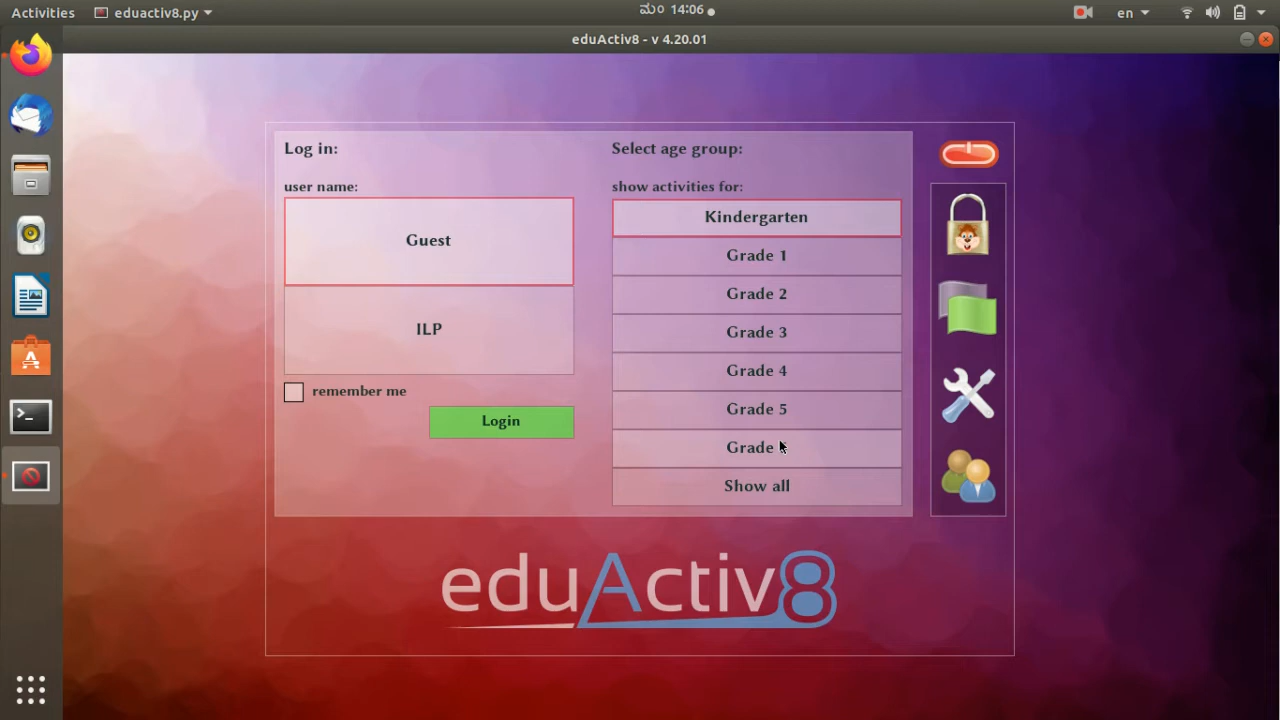 Activities eduactiv8.py ಮಂಗ 14:06 en
eduActiv8 - v 4.20.01
Log in:
Select age group:
user name:
show activities for:
Guest
Kindergarten
Grade 1
Grade 2
ILP
Grade 3
Grade 4
remember me
Grade 5
Login
Grade
Show all
eduActiv8